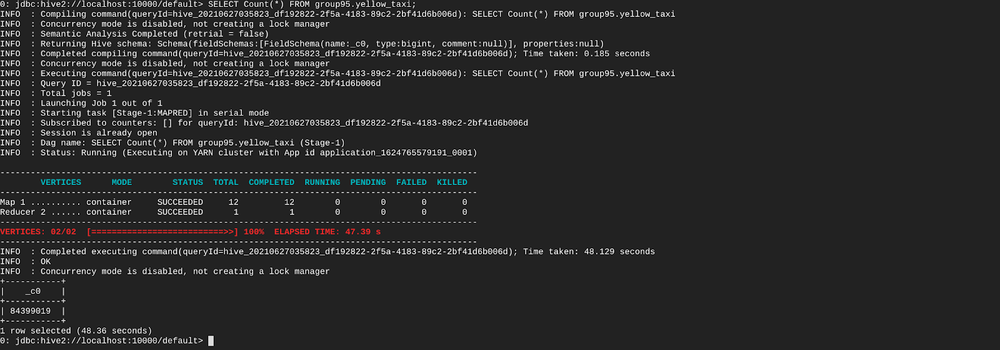 0: jdbc:hive2://localhost:10000/default> SELECT Count(*) FROM group95.yellow_taxi;
INFO  : Compiling command(queryId=hive_20210627035823_df192822-2f5a-4183-89c2-2bf41d6b006d): SELECT Count(*) FROM group95.yellow_taxi
INFO  : Concurrency mode is disabled, not creating a lock manager
INFO  : Semantic Analysis Completed (retrial = false)
INFO  : Returning Hive schema: Schema(fieldSchemas:[FieldSchema(name:_c0, type:bigint, comment:null)], properties:null)
INFO  : Completed compiling command(queryId=hive_20210627035823_df192822-2f5a-4183-89c2-2bf41d6b006d); Time taken: 0.185 seconds
INFO  : Concurrency mode is disabled, not creating a lock manager
INFO  : Executing command(queryId=hive_20210627035823_df192822-2f5a-4183-89c2-2bf41d6b006d): SELECT Count(*) FROM group95.yellow_taxi
INFO  : Query ID = hive_20210627035823_df192822-2f5a-4183-89c2-2bf41d6b006d
INFO  : Total jobs = 1
INFO  : Launching Job 1 out of 1
INFO  : Starting task [Stage-1:MAPRED] in serial mode
INFO  : Subscribed to counters: [] for queryId: hive_20210627035823_df192822-2f5a-4183-89c2-2bf41d6b006d
INFO  : Session is already open
INFO  : Dag name: SELECT Count(*) FROM group95.yellow_taxi (Stage-1)
INFO  : Status: Running (Executing on YARN cluster with App id application_1624765579191_0001)

----------------------------------------------------------------------------------------------
        VERTICES      MODE        STATUS  TOTAL  COMPLETED  RUNNING  PENDING  FAILED  KILLED
----------------------------------------------------------------------------------------------
Map 1 .......... container     SUCCEEDED     12         12        0        0       0       0
Reducer 2 ...... container     SUCCEEDED      1          1        0        0       0       0
----------------------------------------------------------------------------------------------
VERTICES: 02/02  [==========================>>] 100%  ELAPSED TIME: 47.39 s
----------------------------------------------------------------------------------------------
INFO  : Completed executing command(queryId=hive_20210627035823_df192822-2f5a-4183-89c2-2bf41d6b006d); Time taken: 48.129 seconds
INFO  : OK
INFO  : Concurrency mode is disabled, not creating a lock manager
+-----------+
|    _c0    |
+-----------+
| 84399019  |
+-----------+
1 row selected (48.36 seconds)
0: jdbc:hive2://localhost:10000/default>